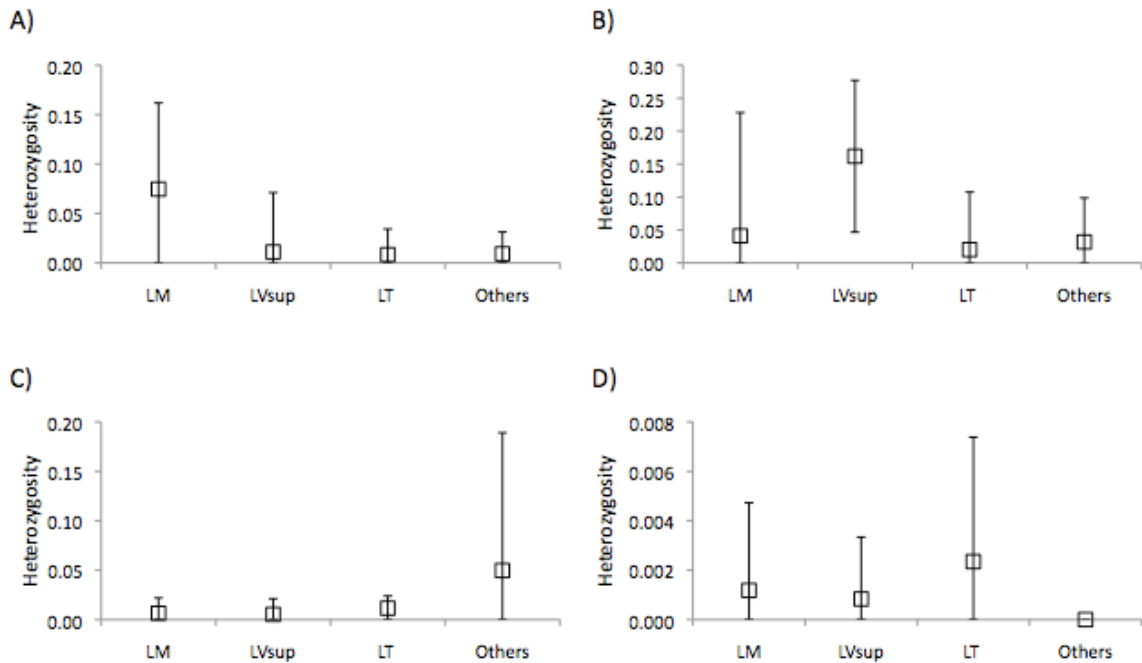 A)
Heterozygosity
0.20
0.15
0.10
0.05
0.00
LM LVsup LT Others
B)
Heterozygosity
0.30
0.25
0.20
0.15
0.10
0.05
0.00
LM LVsup LT Others
C)
Heterozygosity
0.20
0.15
0.10
0.05
0.00
LM LVsup LT Others
D)
Heterozygosity
0.008
0.006
0.004
0.002
0.000
LM LVsup LT Others